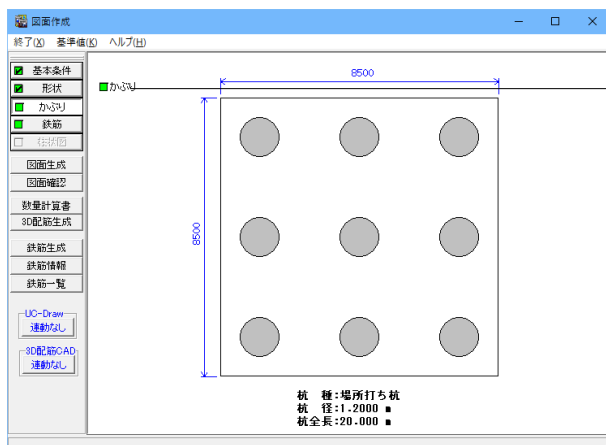 図面作成
終了(X) 基準値(K) ヘルプ(H)
基本条件
形状
かぶり
鉄筋
柱状図
図面生成
図面確認
数量計算書
3D配筋生成
鉄筋生成
鉄筋情報
鉄筋一覧
UC-Draw
連動なし
3D配筋CAD
連動なし
かぶり
8500
8500
杭 種:場所打ち杭
杭 径:1.2000 m
杭全長:20.000 m